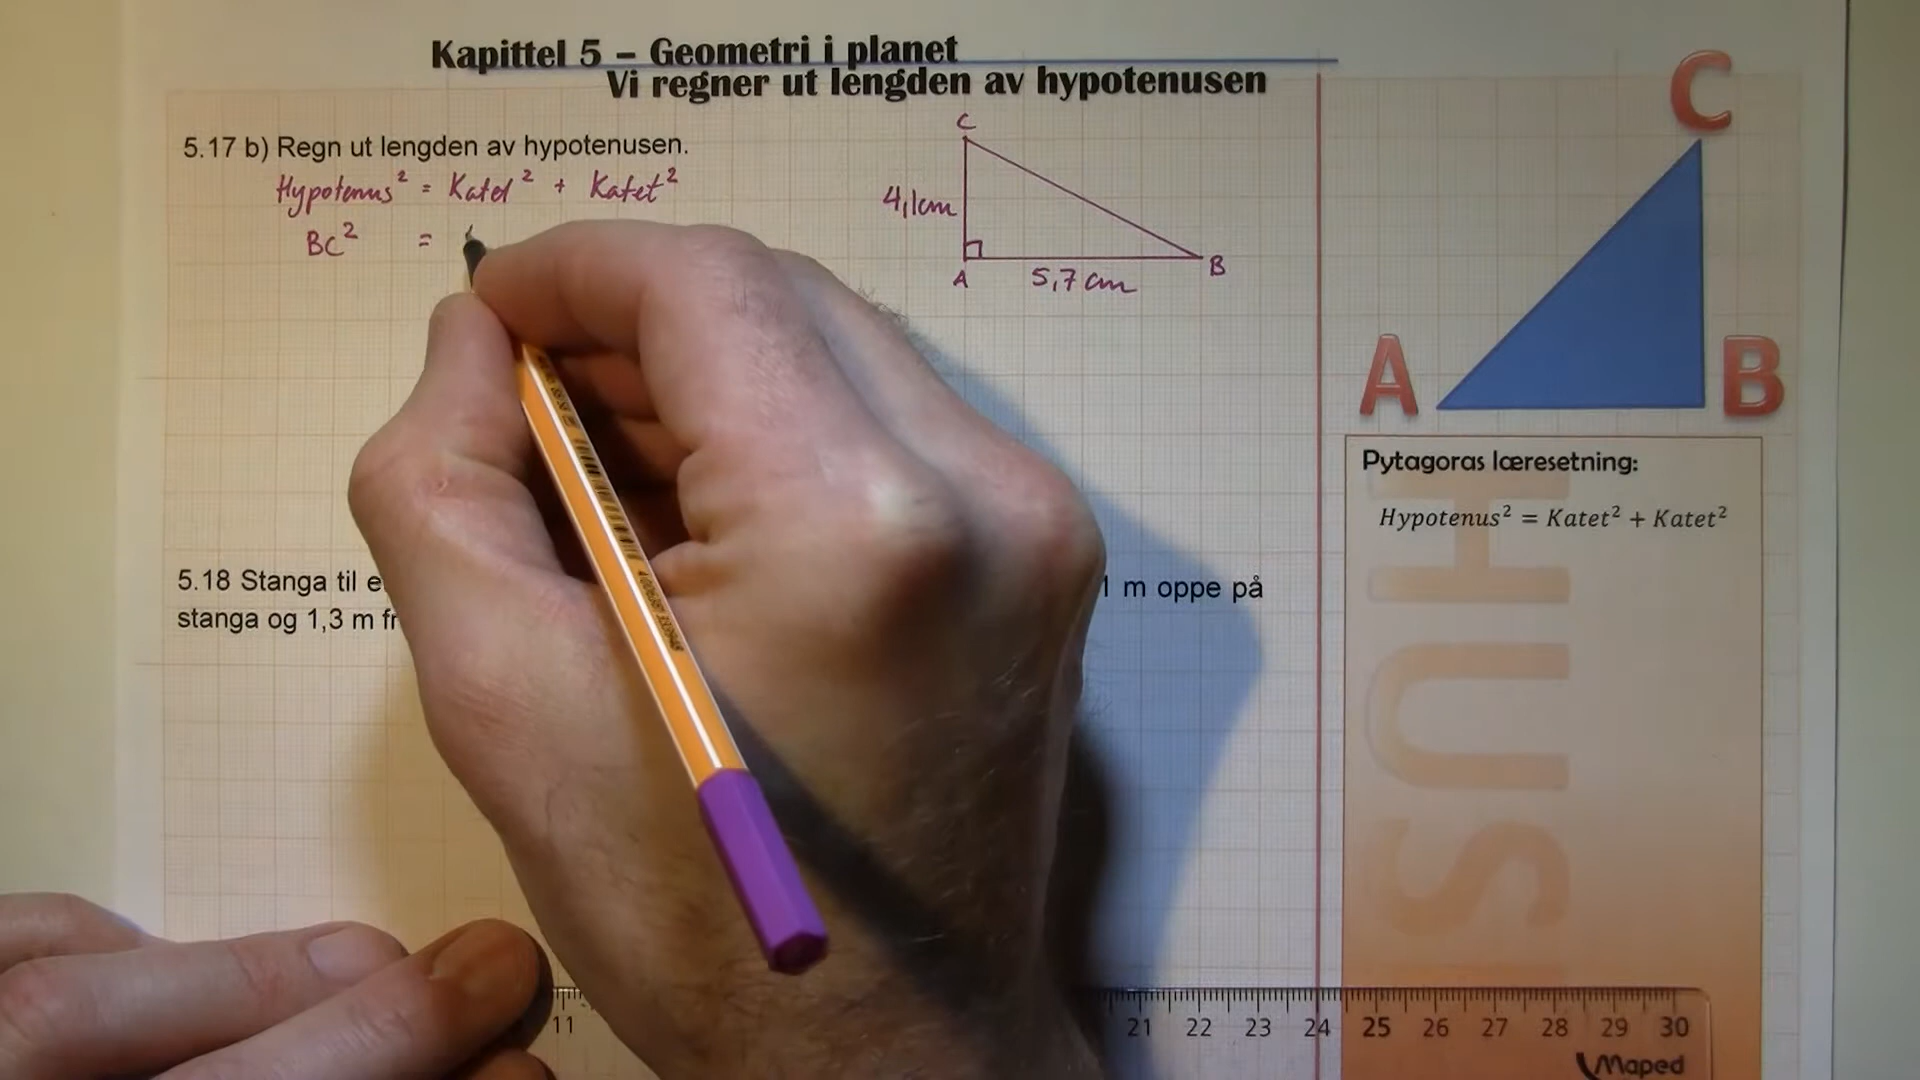 Kapittel 5 – Geometri i planet
Vi regner ut lengden av hypotenusen
5.17 b) Regn ut lengden av hypotenusen.
Hypotenus² = Katet² + Katet²
BC² =
C
4,1cm
A
5,7 cm
B
C
A
B
Pytagoras læresetning:
Hypotenus² = Katet² + Katet²
HUSK
5.18 Stanga til m oppe på
stanga og 1,3 m
11 21 22 23 24 25 26 27 28 29 30
Maped